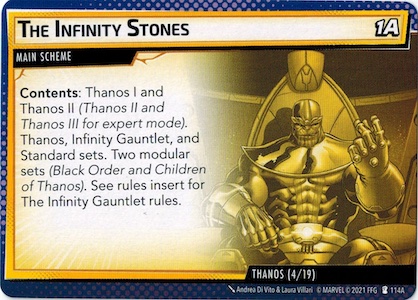 THE INFINITY STONES
1A
MAIN SCHEME
Contents: Thanos I and
Thanos II (Thanos II and
Thanos III for expert mode).
Thanos, Infinity Gauntlet, and
Standard sets. Two modular
sets (Black Order and Children
of Thanos). See rules insert for
The Infinity Gauntlet rules.
THANOS (4/19)
Andrea Di Vito & Laura Villari © MARVEL © 2021 FFG 114A